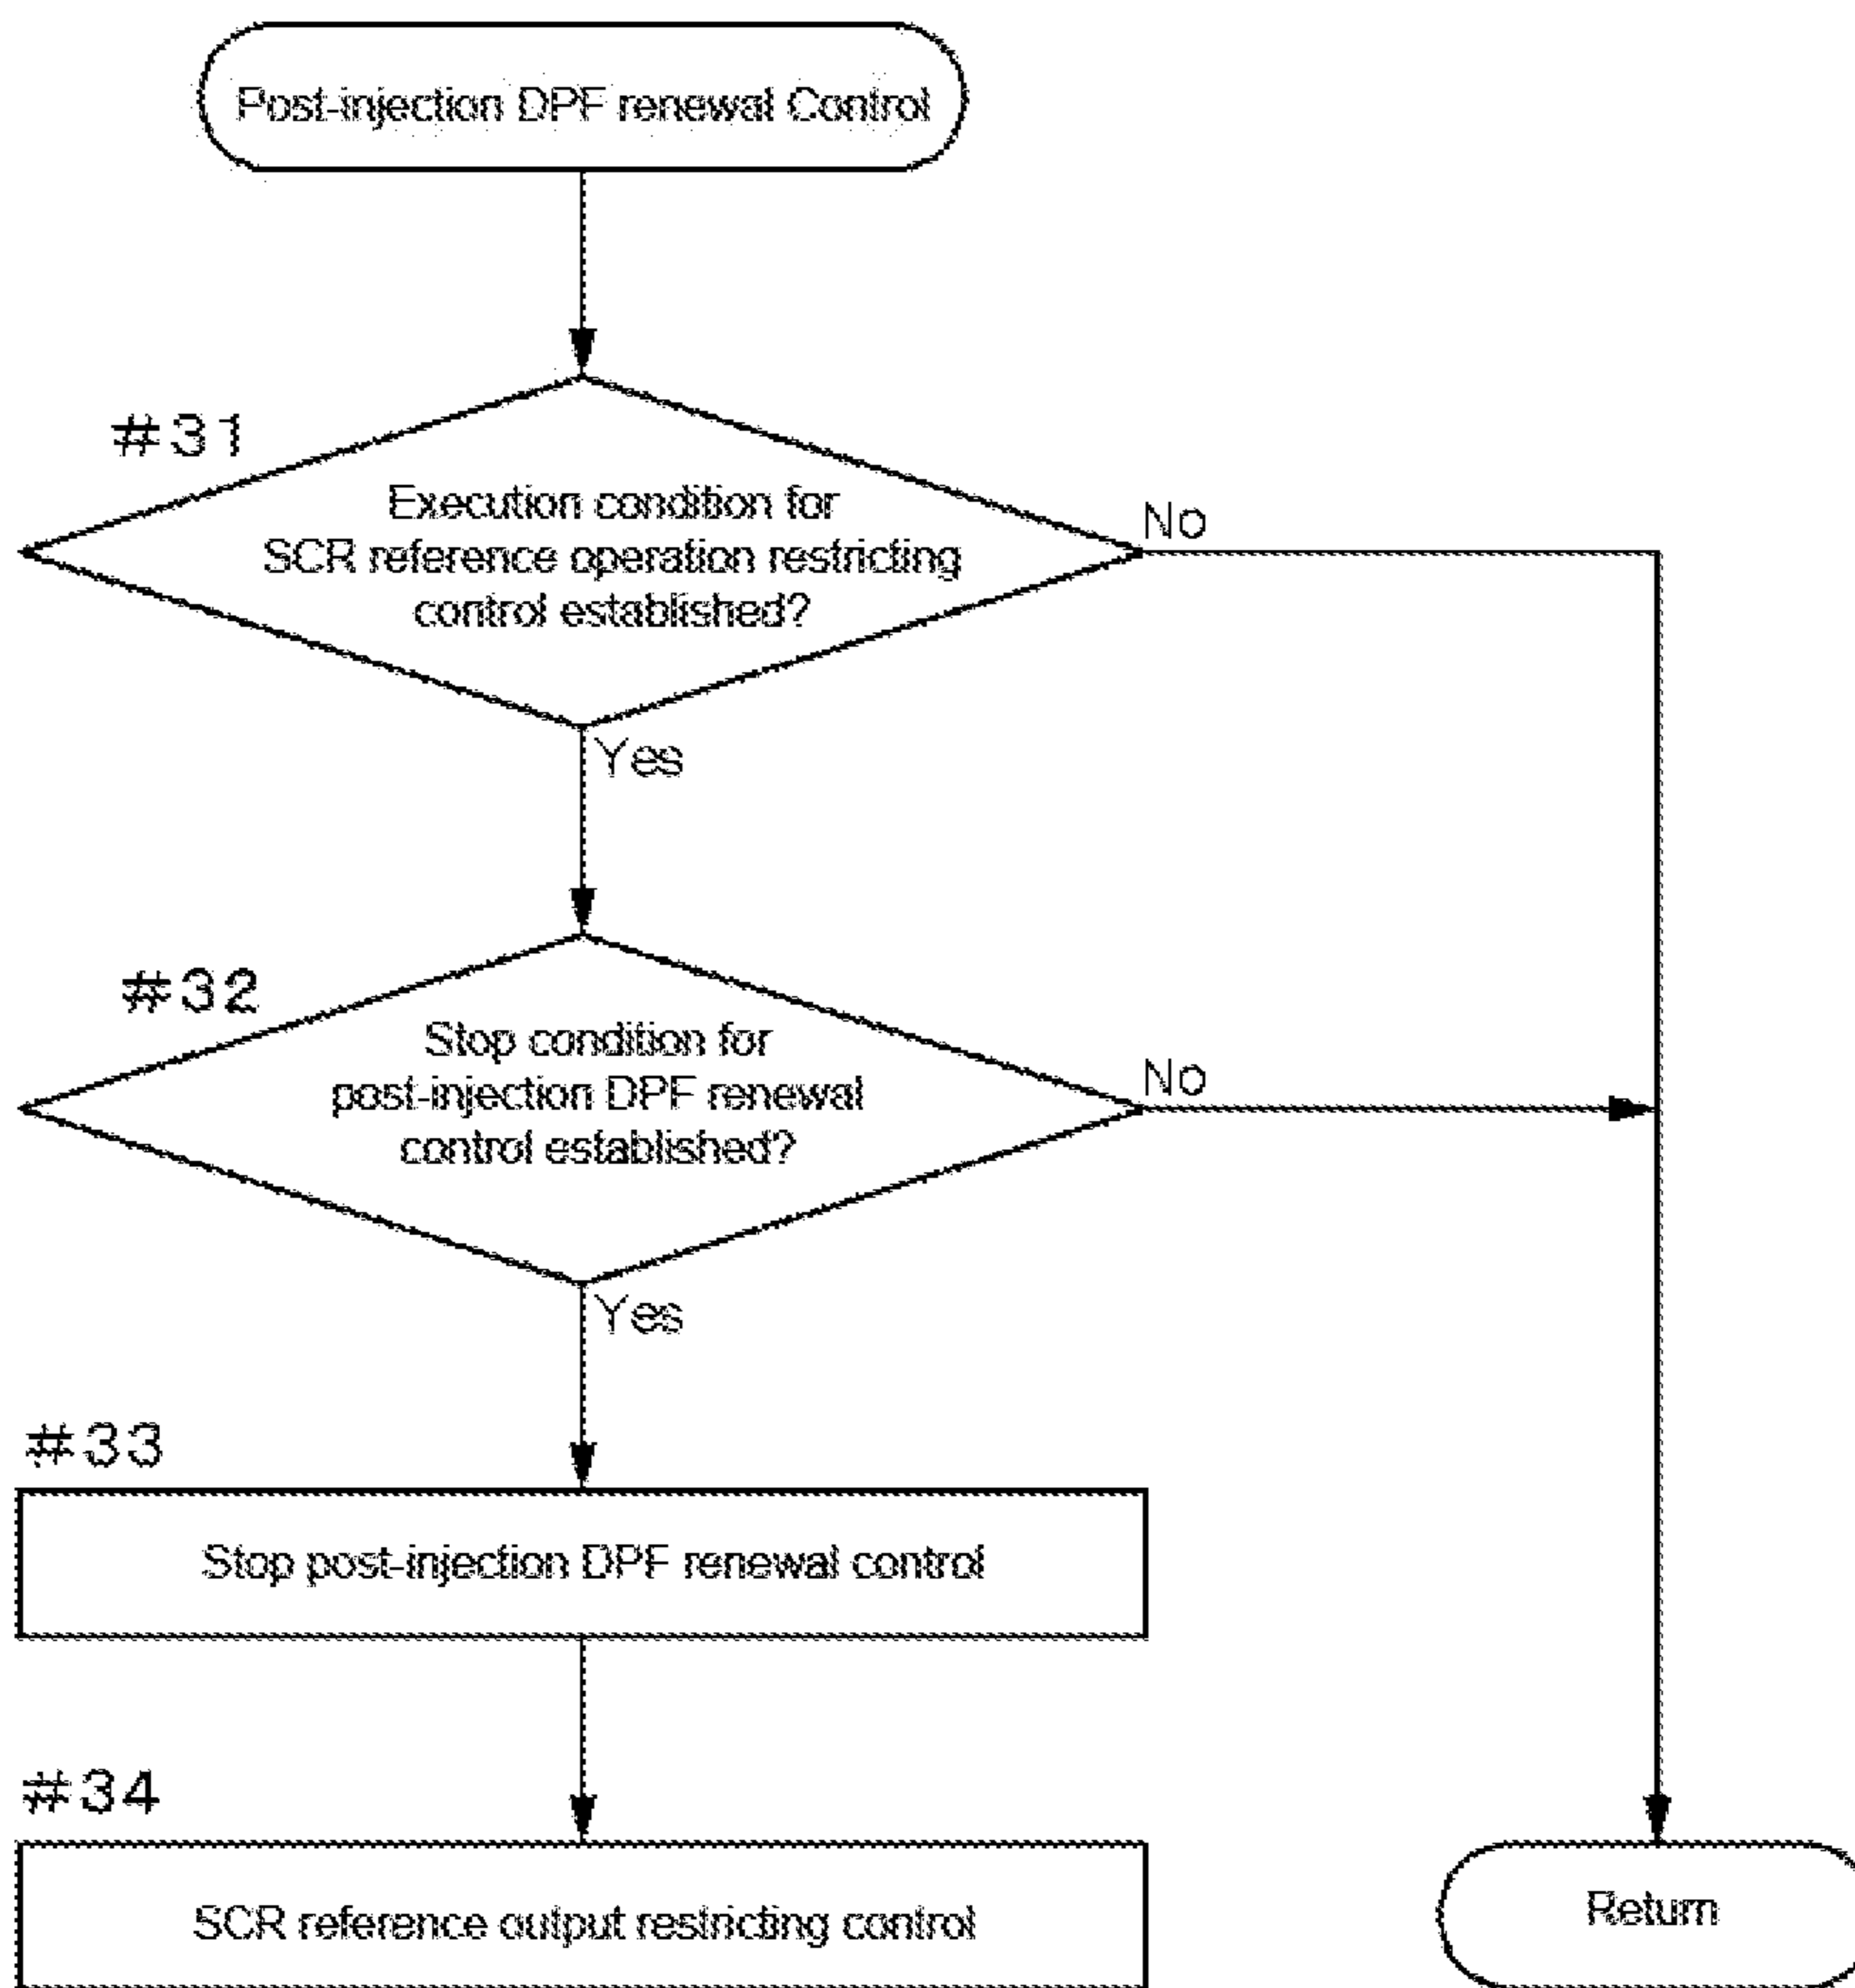 Post-injection DPF renewal Control
#31
Execution condition for
SCR reference operation restricting
control established?
No
Yes
#32
Stop condition for
post-injection DPF renewal
control established?
No
Yes
#33
Stop post-injection DPF renewal control
#34
SCR reference output restricting control
Return